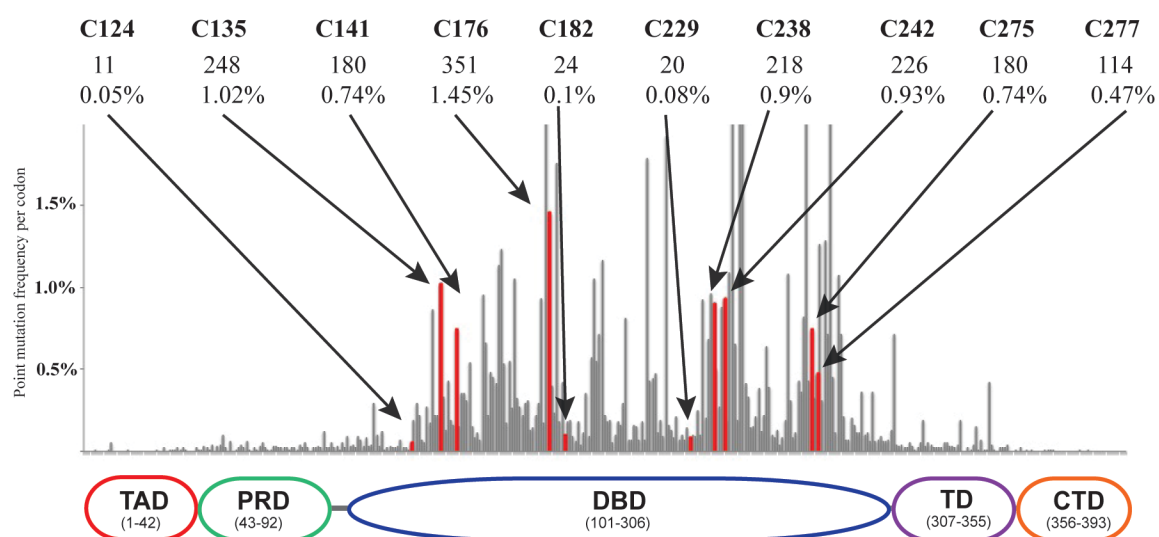 C124 C135 C141 C176 C182 C229 C238 C242 C275 C277
11 248 180 351 24 20 218 226 180 114
0.05% 1.02% 0.74% 1.45% 0.1% 0.08% 0.9% 0.93% 0.74% 0.47%
Point mutation frequency per codon
1.5%
1.0%
0.5%
TAD PRD DBD TD CTD
(1-42) (43-92) (101-306) (307-355) (356-393)